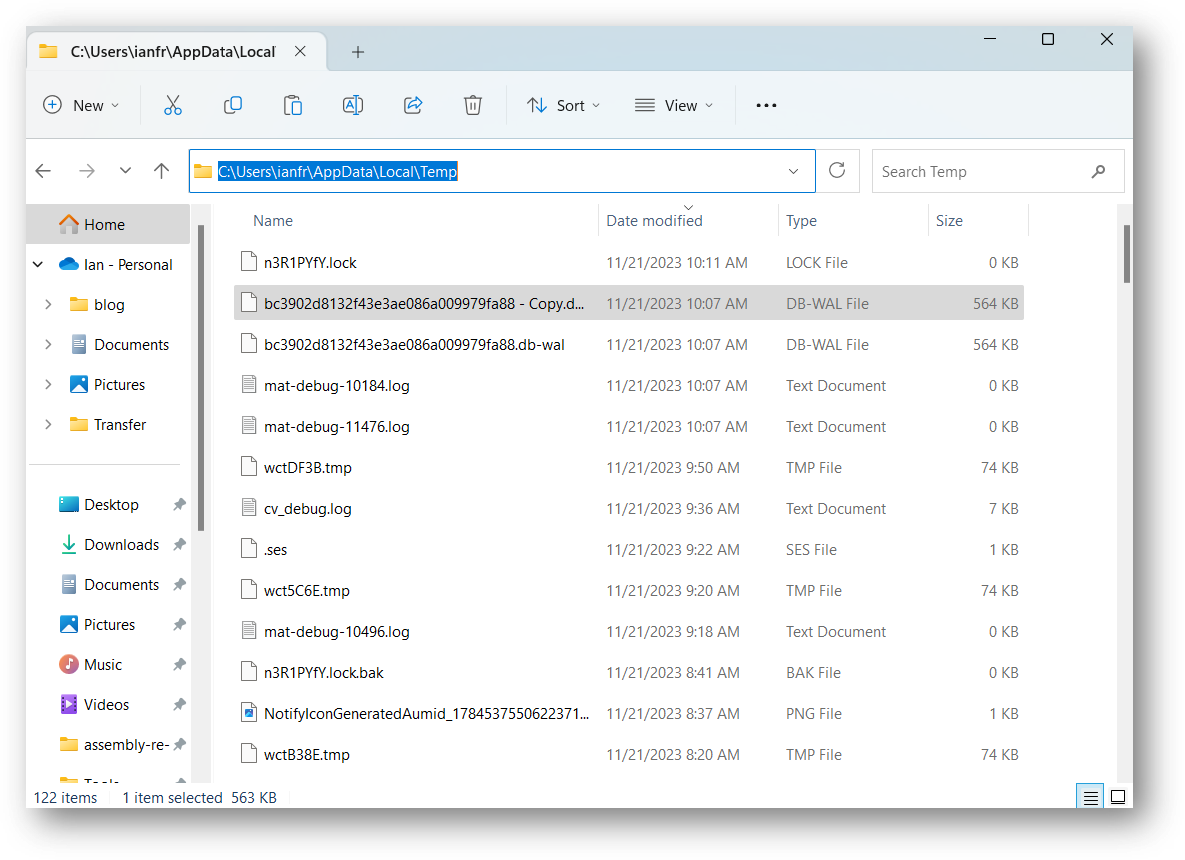 C:\Users\ianfr\AppData\Local
New Sort View
C:\Users\ianfr\AppData\Local\Temp
Search Temp
Home
Ian - Personal
blog
Documents
Pictures
Transfer
Desktop
Downloads
Documents
Pictures
Music
Videos
assembly-re-
Tools
Name Date modified Type Size
n3R1PYfY.lock 11/21/2023 10:11 AM LOCK File 0 KB
bc3902d8132f43e3ae086a009979fa88 - Copy.d... 11/21/2023 10:07 AM DB-WAL File 564 KB
bc3902d8132f43e3ae086a009979fa88.db-wal 11/21/2023 10:07 AM DB-WAL File 564 KB
mat-debug-10184.log 11/21/2023 10:07 AM Text Document 0 KB
mat-debug-11476.log 11/21/2023 10:07 AM Text Document 0 KB
wctDF3B.tmp 11/21/2023 9:50 AM TMP File 74 KB
cv_debug.log 11/21/2023 9:36 AM Text Document 7 KB
.ses 11/21/2023 9:22 AM SES File 1 KB
wct5C6E.tmp 11/21/2023 9:20 AM TMP File 74 KB
mat-debug-10496.log 11/21/2023 9:18 AM Text Document 0 KB
n3R1PYfY.lock.bak 11/21/2023 8:41 AM BAK File 0 KB
NotifyIconGeneratedAumid_1784537550622371... 11/21/2023 8:37 AM PNG File 1 KB
wctB38E.tmp 11/21/2023 8:20 AM TMP File 74 KB
122 items 1 item selected 563 KB